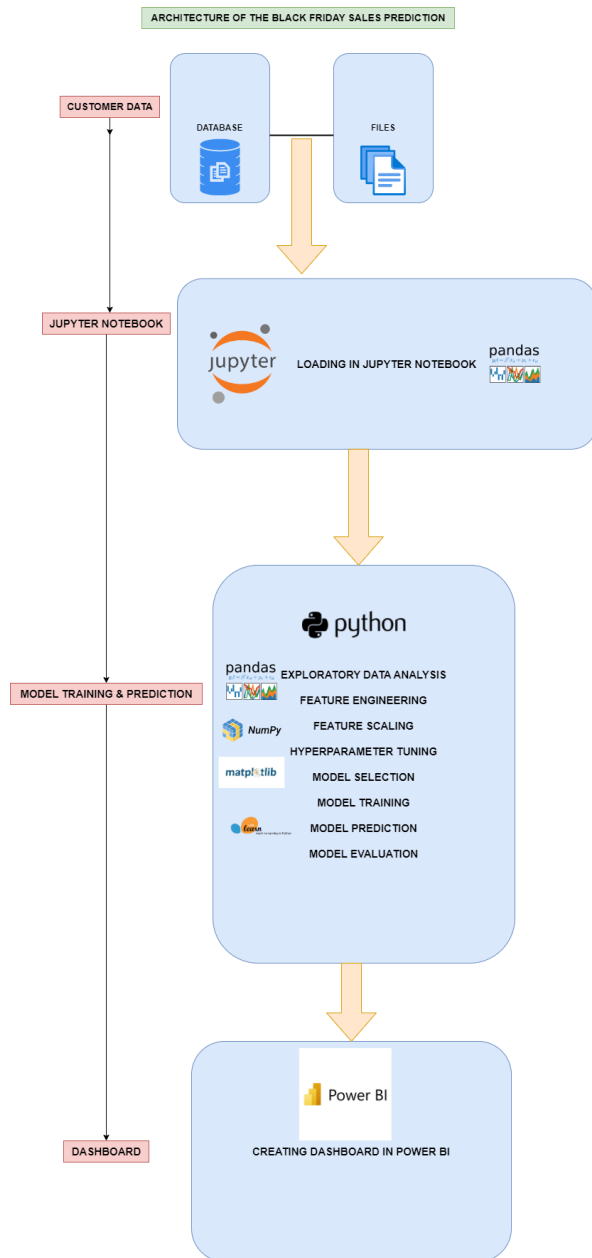 ARCHITECTURE OF THE BLACK FRIDAY SALES PREDICTION
CUSTOMER DATA
DATABASE
FILES
JUPYTER NOTEBOOK
jupyter
LOADING IN JUPYTER NOTEBOOK
pandas
python
MODEL TRAINING & PREDICTION
pandas
EXPLORATORY DATA ANALYSIS
FEATURE ENGINEERING
NumPy
FEATURE SCALING
HYPERPARAMETER TUNING
matplotlib
MODEL SELECTION
MODEL TRAINING
learn
MODEL PREDICTION
MODEL EVALUATION
Power BI
DASHBOARD
CREATING DASHBOARD IN POWER BI